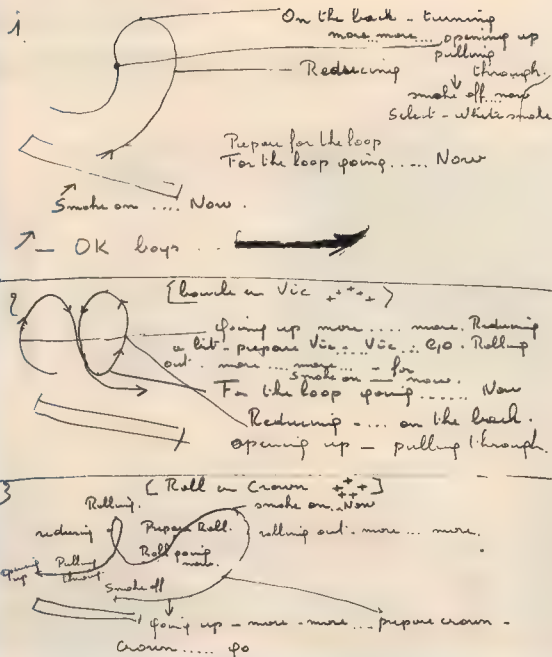 1.
On the back - turning
more... more.... opening up
pulling
through.
Reducing
smoke off... now
Select - White smoke
Prepare for the loop
For the loop going ..... Now
Smoke on .... Now.
OK boys ...
2
[ in Vic ]
going up more .... more. Reducing
a bit - prepare Vic - Vic ... GO. Rolling
out. more .... more.... - for
smoke on — now.
For the loop going ..... Now
Reducing - ... on the back.
opening up - pulling through.
3
[ Roll in Crown ]
Rolling.
smoke on.. Now
reducing
Prepare Roll.
rolling out - more ... more.
Roll going
now.
opening
up
Pulling
Smoke off
going up - more - more ... prepare crown -
crown ..... go